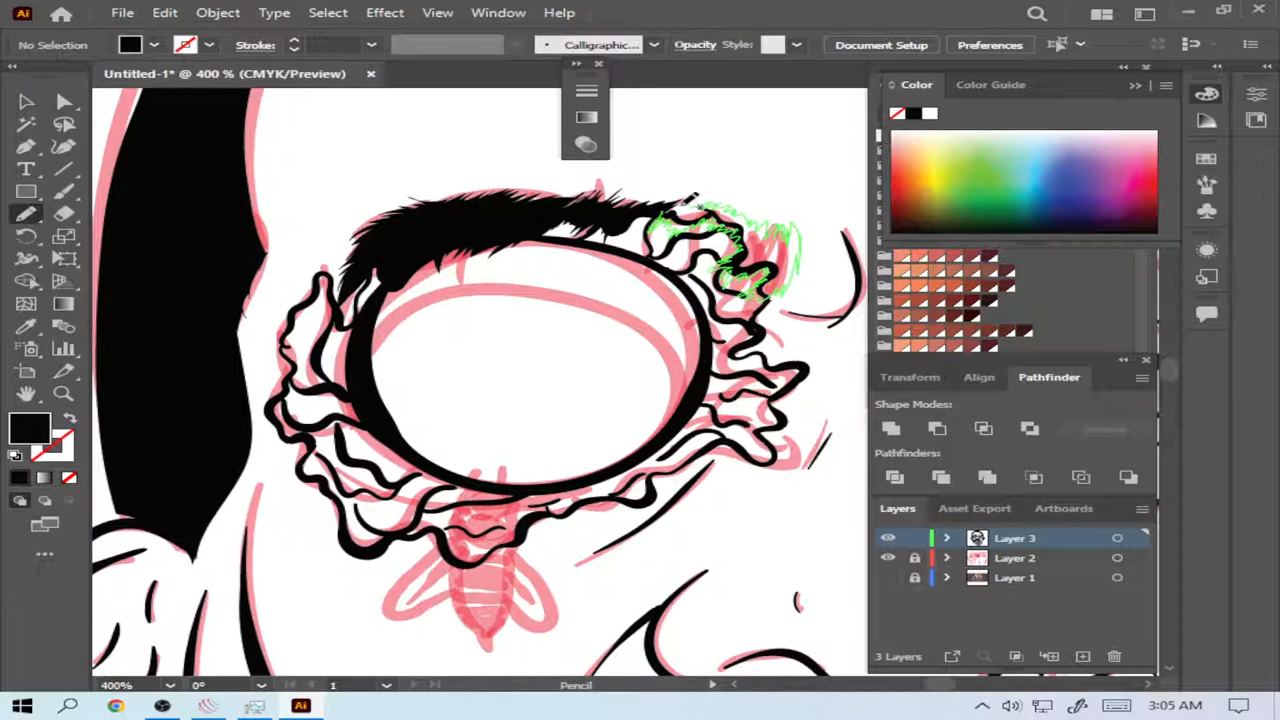 Ai File Edit Object Type Select Effect View Window Help
No Selection Stroke: Calligraphic... Opacity Style: Document Setup Preferences
Untitled-1* @ 400 % (CMYK/Preview)
Color Color Guide
Transform Align Pathfinder
Shape Modes:
Pathfinders:
Layers Asset Export Artboards
Layer 3
Layer 2
Layer 1
3 Layers
400% 0° 1 Pencil
Ai 3:05 AM